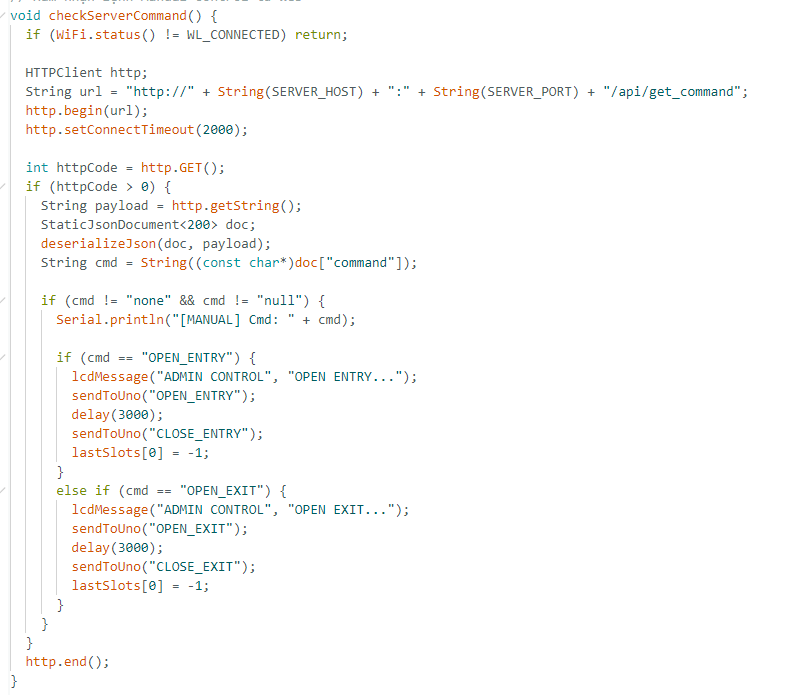 void checkServerCommand() {
  if (WiFi.status() != WL_CONNECTED) return;

  HTTPClient http;
  String url = "http://" + String(SERVER_HOST) + ":" + String(SERVER_PORT) + "/api/get_command";
  http.begin(url);
  http.setConnectTimeout(2000);

  int httpCode = http.GET();
  if (httpCode > 0) {
    String payload = http.getString();
    StaticJsonDocument<200> doc;
    deserializeJson(doc, payload);
    String cmd = String((const char*)doc["command"]);

    if (cmd != "none" && cmd != "null") {
      Serial.println("[MANUAL] Cmd: " + cmd);

      if (cmd == "OPEN_ENTRY") {
        lcdMessage("ADMIN CONTROL", "OPEN ENTRY...");
        sendToUno("OPEN_ENTRY");
        delay(3000);
        sendToUno("CLOSE_ENTRY");
        lastSlots[0] = -1;
      }
      else if (cmd == "OPEN_EXIT") {
        lcdMessage("ADMIN CONTROL", "OPEN EXIT...");
        sendToUno("OPEN_EXIT");
        delay(3000);
        sendToUno("CLOSE_EXIT");
        lastSlots[0] = -1;
      }
    }
  }
  http.end();
}